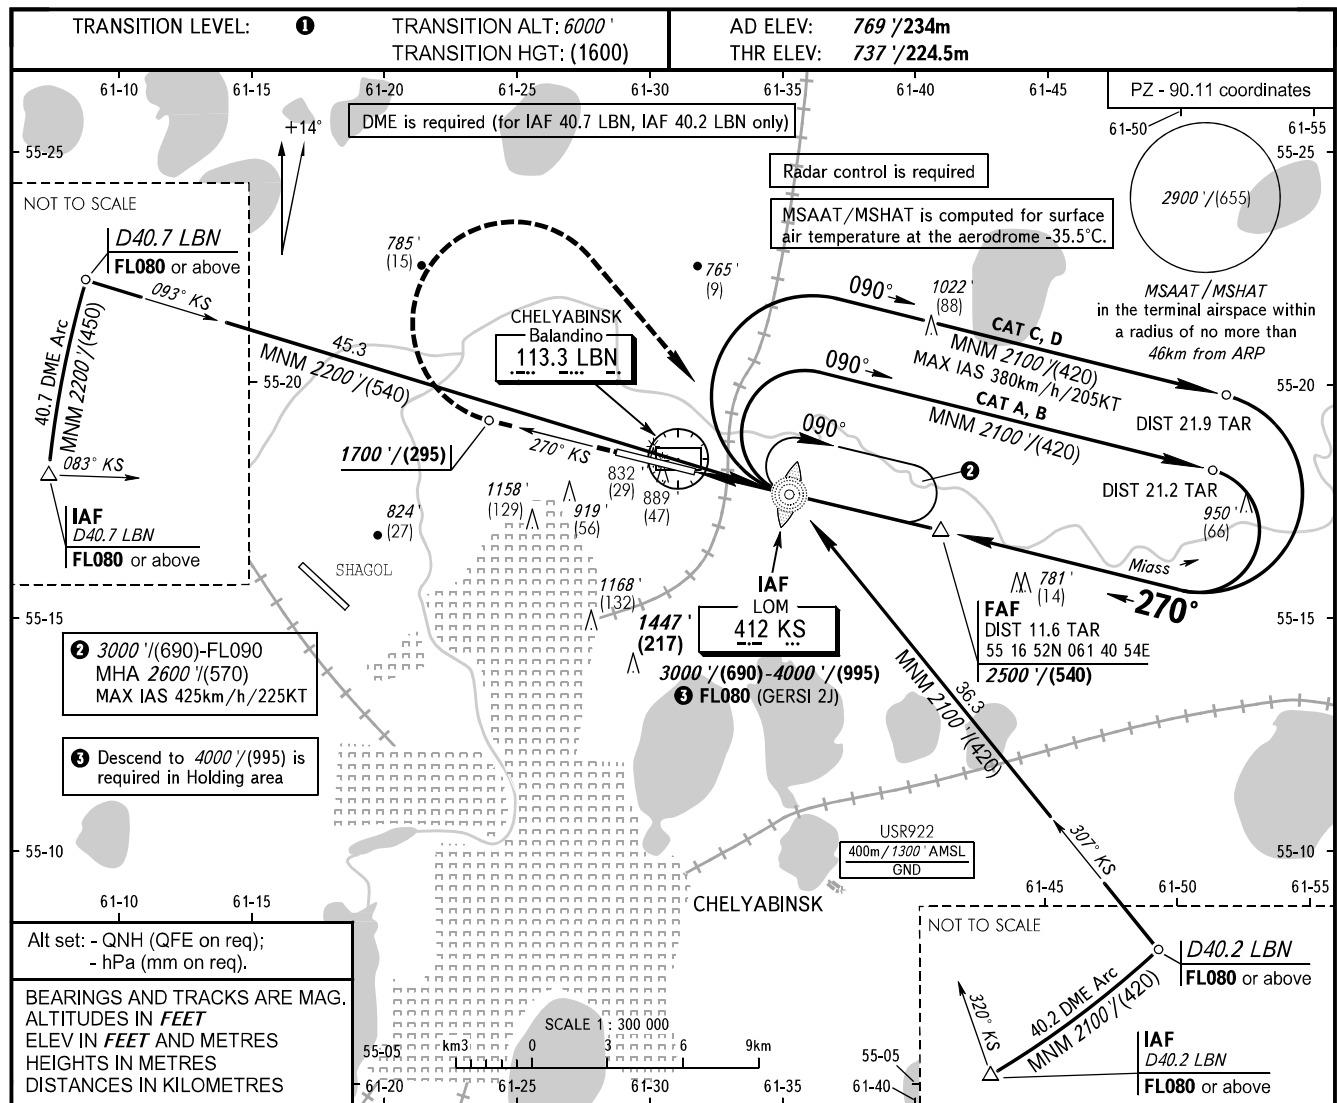 TRANSITION LEVEL: ❶ TRANSITION ALT: 6000 '
TRANSITION HGT: (1600)
AD ELEV: 769 '/234m
THR ELEV: 737 '/224.5m
61-10 61-15 61-20 61-25 61-30 61-35 61-40 61-45
PZ - 90.11 coordinates
61-50 61-55
55-25
55-25
+14°
DME is required (for IAF 40.7 LBN, IAF 40.2 LBN only)
Radar control is required
MSAAT/MSHAT is computed for surface
air temperature at the aerodrome -35.5°C.
2900 '/(655)
MSAAT/MSHAT
in the terminal airspace within
a radius of no more than
46km from ARP
NOT TO SCALE
D40.7 LBN
FL080 or above
093° KS
40.7 DME Arc
MNM 2200 '/(450)
083° KS
IAF
D40.7 LBN
FL080 or above
45.3
MNM 2200 '/(540)
55-20
55-20
785 '
(15)
765 '
(9)
CHELYABINSK
Balandino
113.3 LBN
1700 '/(295)
270° KS
832 '
(29)
889 '
(47)
1158 '
(129)
919 '
(56)
824 '
(27)
SHAGOL
1168 '
(132)
1447 '
(217)
090°
1022 '
(88)
CAT C, D
MNM 2100 '/(420)
MAX IAS 380km/h/205KT
DIST 21.9 TAR
090°
CAT A, B
MNM 2100 '/(420)
DIST 21.2 TAR
090°
❷
950 '
(66)
Miass
781 '
(14)
270°
IAF
LOM
412 KS
3000 '/(690)-4000 '/(995)
❸ FL080 (GERSI 2J)
FAF
DIST 11.6 TAR
55 16 52N 061 40 54E
2500 '/(540)
55-15
55-15
❷ 3000 '/(690)-FL090
MHA 2600 '/(570)
MAX IAS 425km/h/225KT
❸ Descend to 4000 '/(995) is
required in Holding area
36.3
MNM 2100 '/(420)
307° KS
USR922
400m/1300 ' AMSL
GND
55-10
55-10
CHELYABINSK
61-10 61-15
61-45 61-50 61-55
NOT TO SCALE
D40.2 LBN
FL080 or above
40.2 DME Arc
MNM 2100 '/(420)
320° KS
IAF
D40.2 LBN
FL080 or above
Alt set: - QNH (QFE on req);
- hPa (mm on req).
BEARINGS AND TRACKS ARE MAG.
ALTITUDES IN FEET
ELEV IN FEET AND METRES
HEIGHTS IN METRES
DISTANCES IN KILOMETRES
SCALE 1 : 300 000
km3 0 3 6 9km
55-05
55-05
61-20 61-25 61-30 61-35 61-40